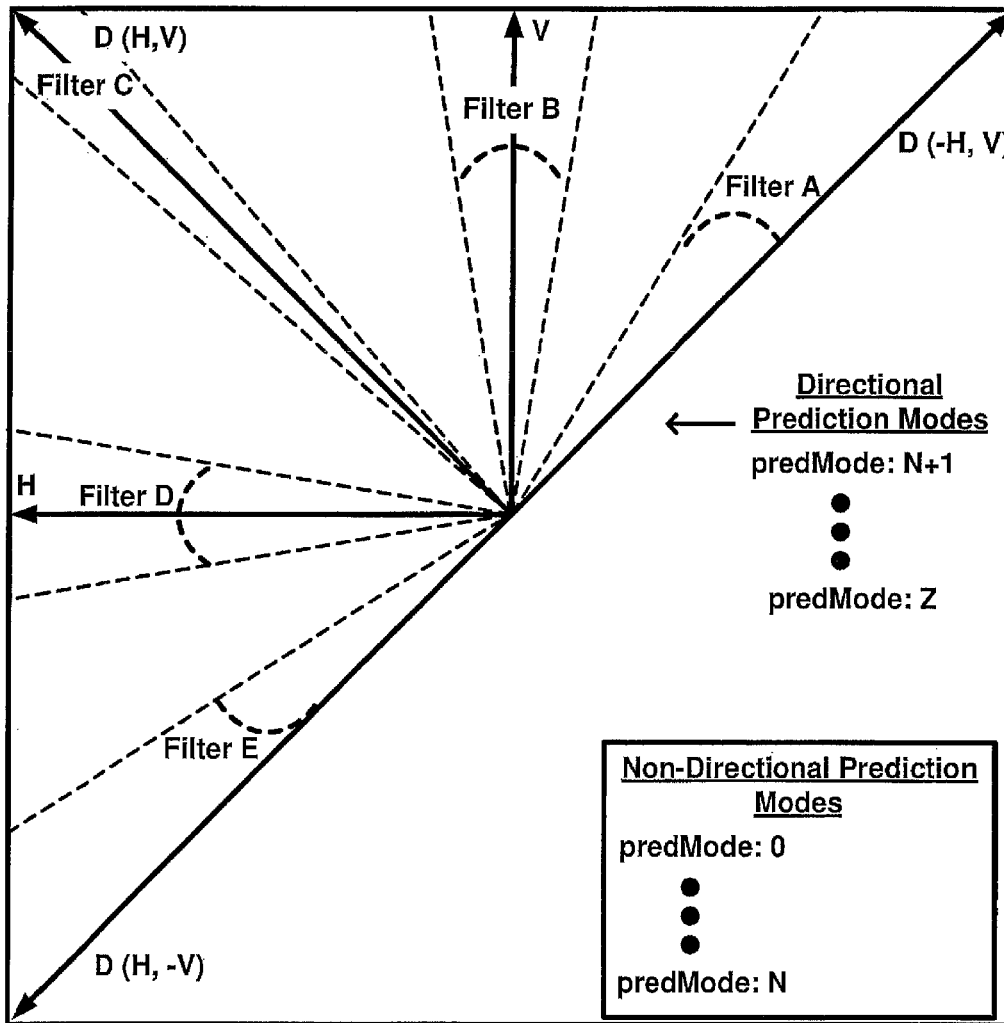 D (H,V)
V
Filter C
Filter B
D (-H, V)
Filter A
Directional
Prediction Modes
predMode: N+1
predMode: Z
H
Filter D
Filter E
D (H, -V)
Non-Directional Prediction
Modes
predMode: 0
predMode: N